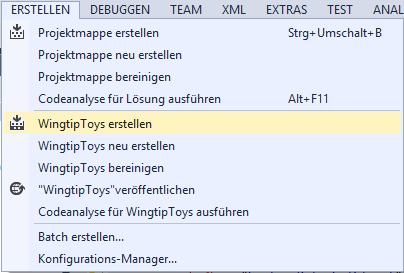 ERSTELLEN DEBUGGEN TEAM XML EXTRAS TEST ANAL
Projektmappe erstellen Strg+Umschalt+B
Projektmappe neu erstellen
Projektmappe bereinigen
Codeanalyse für Lösung ausführen Alt+F11
WingtipToys erstellen
WingtipToys neu erstellen
WingtipToys bereinigen
"WingtipToys"veröffentlichen
Codeanalyse für WingtipToys ausführen
Batch erstellen...
Konfigurations-Manager...